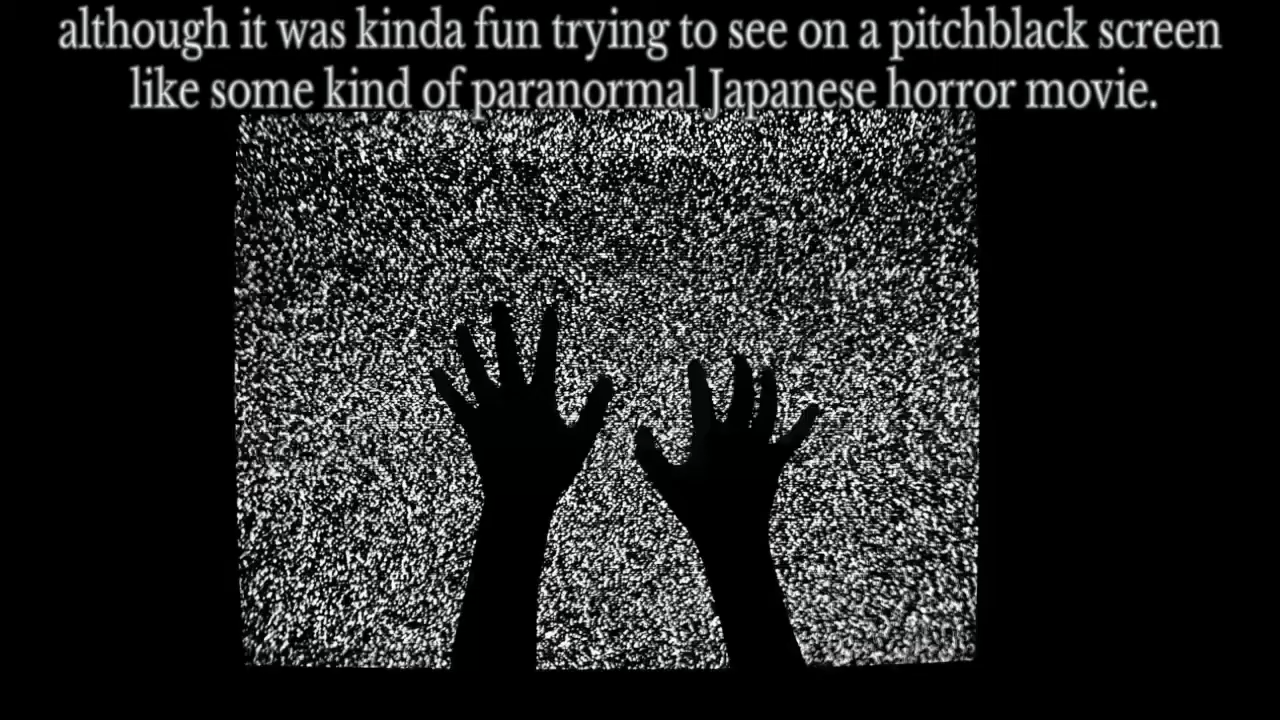 although it was kinda fun trying to see on a pitchblack screen
like some kind of paranormal Japanese horror movie.